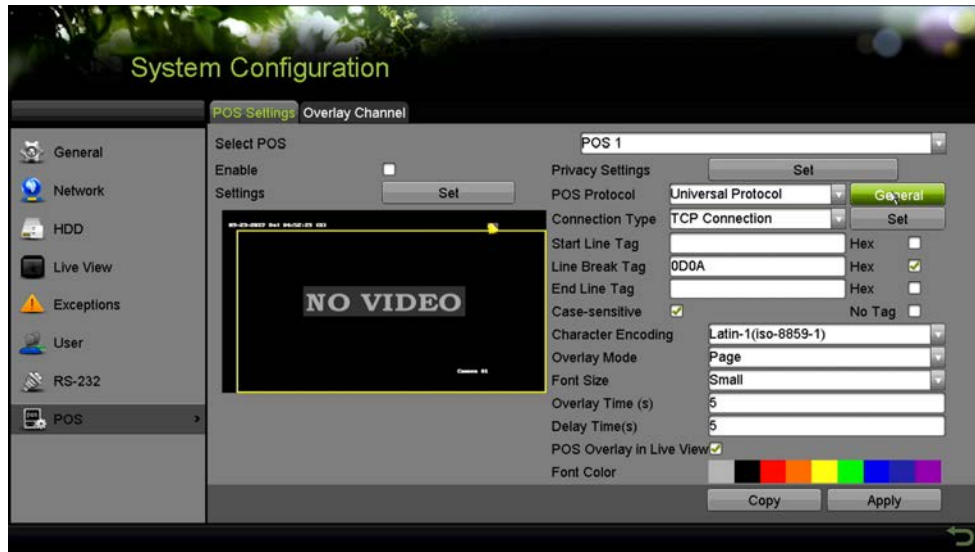 System Configuration
POS Settings Overlay Channel
General
Network
HDD
Live View
Exceptions
User
RS-232
POS
Select POS POS 1
Enable Privacy Settings Set
Settings Set POS Protocol Universal Protocol General
Connection Type TCP Connection Set
Start Line Tag Hex
Line Break Tag 0D0A Hex
End Line Tag Hex
Case-sensitive No Tag
Character Encoding Latin-1(iso-8859-1)
Overlay Mode Page
Font Size Small
Overlay Time (s) 5
Delay Time(s) 5
POS Overlay in Live View
Font Color
NO VIDEO
Camera 01
Copy Apply